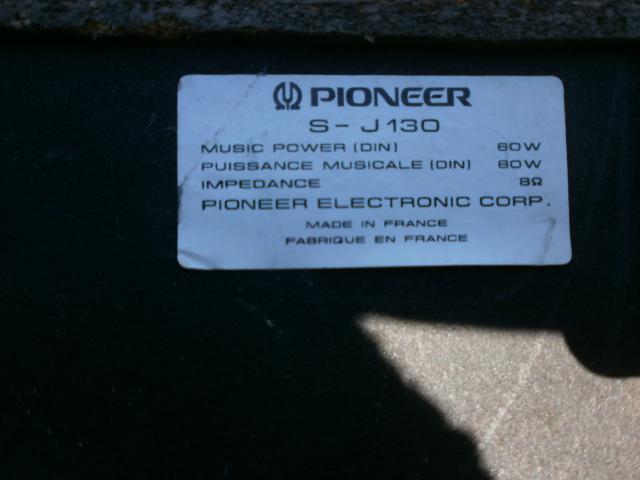 PIONEER
S-J130
MUSIC POWER (DIN) 60W
PUISSANCE MUSICALE (DIN) 60W
IMPEDANCE 8Ω
PIONEER ELECTRONIC CORP.
MADE IN FRANCE
FABRIQUE EN FRANCE